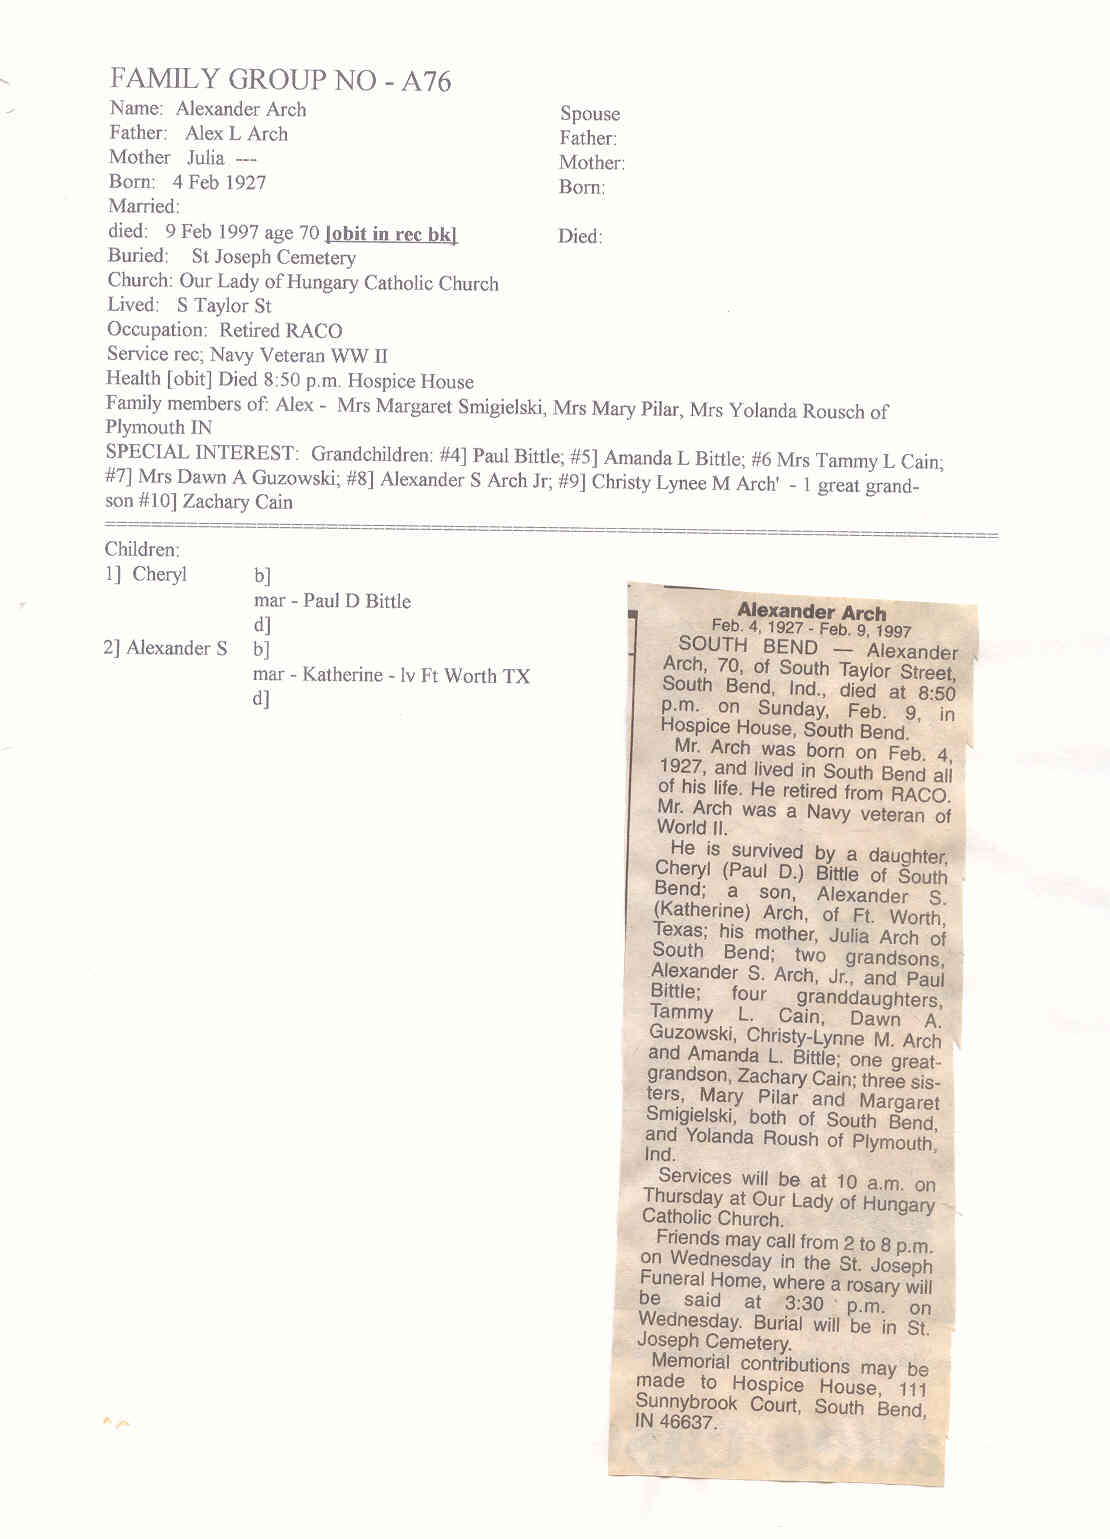 FAMILY GROUP NO - A76
Name: Alexander Arch
Father: Alex L Arch
Mother Julia ---
Born: 4 Feb 1927
Married:
died: 9 Feb 1997 age 70 [obit in rec bk]
Buried: St Joseph Cemetery
Church: Our Lady of Hungary Catholic Church
Lived: S Taylor St
Occupation: Retired RACO
Service rec; Navy Veteran WW II
Health [obit] Died 8:50 p.m. Hospice House
Family members of: Alex - Mrs Margaret Smigielski, Mrs Mary Pilar, Mrs Yolanda Rousch of
Plymouth IN
SPECIAL INTEREST: Grandchildren: #4] Paul Bittle; #5] Amanda L Bittle; #6 Mrs Tammy L Cain;
#7] Mrs Dawn A Guzowski; #8] Alexander S Arch Jr; #9] Christy Lynee M Arch' - 1 great grand-
son #10] Zachary Cain
Spouse
Father:
Mother:
Born:
Died:
Children:
1] Cheryl b]
mar - Paul D Bittle
d]
2] Alexander S b]
mar - Katherine - lv Ft Worth TX
d]
Alexander Arch
Feb. 4, 1927 - Feb. 9, 1997
SOUTH BEND — Alexander
Arch, 70, of South Taylor Street,
South Bend, Ind., died at 8:50
p.m. on Sunday, Feb. 9, in
Hospice House, South Bend.
Mr. Arch was born on Feb. 4,
1927, and lived in South Bend all
of his life. He retired from RACO.
Mr. Arch was a Navy veteran of
World II.
He is survived by a daughter,
Cheryl (Paul D.) Bittle of South
Bend; a son, Alexander S.
(Katherine) Arch, of Ft. Worth,
Texas; his mother, Julia Arch of
South Bend; two grandsons,
Alexander S. Arch, Jr., and Paul
Bittle; four granddaughters,
Tammy L. Cain, Dawn A.
Guzowski, Christy-Lynne M. Arch
and Amanda L. Bittle; one great-
grandson, Zachary Cain; three sis-
ters, Mary Pilar and Margaret
Smigielski, both of South Bend,
and Yolanda Roush of Plymouth,
Ind.
Services will be at 10 a.m. on
Thursday at Our Lady of Hungary
Catholic Church.
Friends may call from 2 to 8 p.m.
on Wednesday in the St. Joseph
Funeral Home, where a rosary will
be said at 3:30 p.m. on
Wednesday. Burial will be in St.
Joseph Cemetery.
Memorial contributions may be
made to Hospice House, 111
Sunnybrook Court, South Bend,
IN 46637.